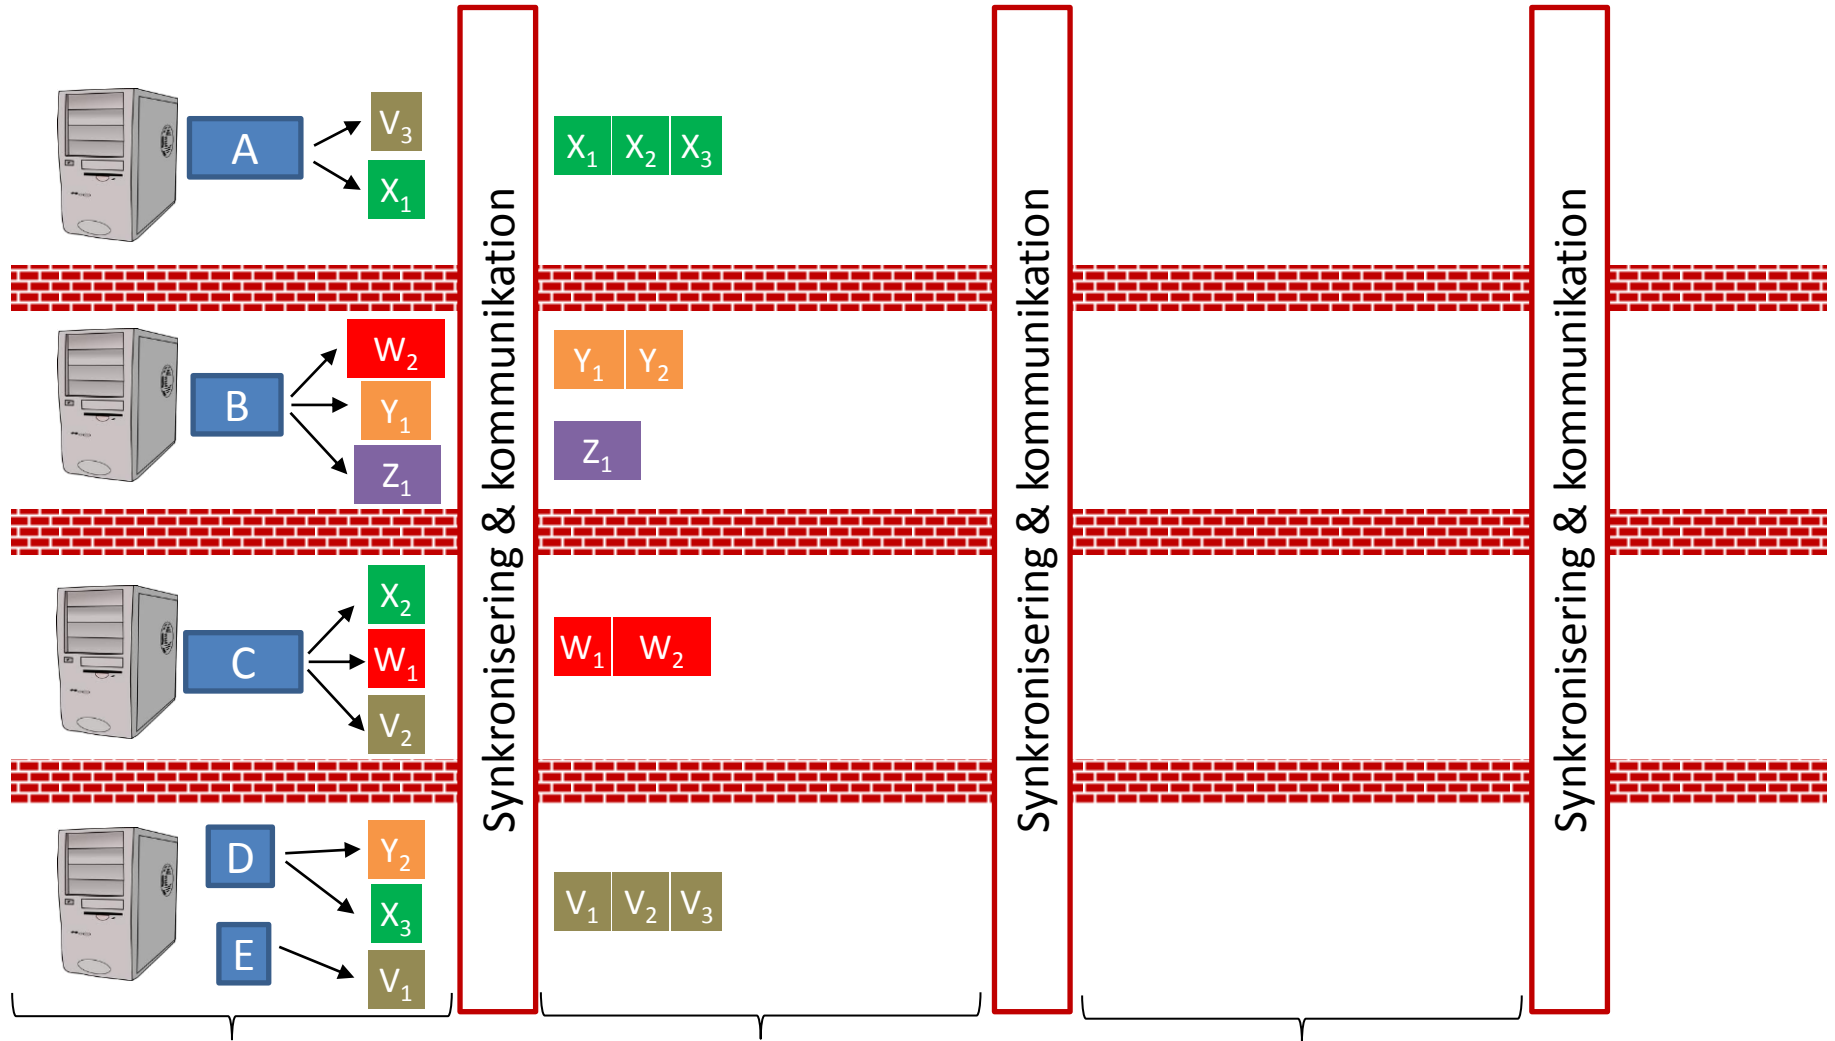 A
V3
X1
X1 X2 X3
B
W2
Y1
Z1
Y1 Y2
Z1
C
X2
W1
V2
W1 W2
D
E
Y2
X3
V1
V1 V2 V3
Synkronisering & kommunikation
Synkronisering & kommunikation
Synkronisering & kommunikation